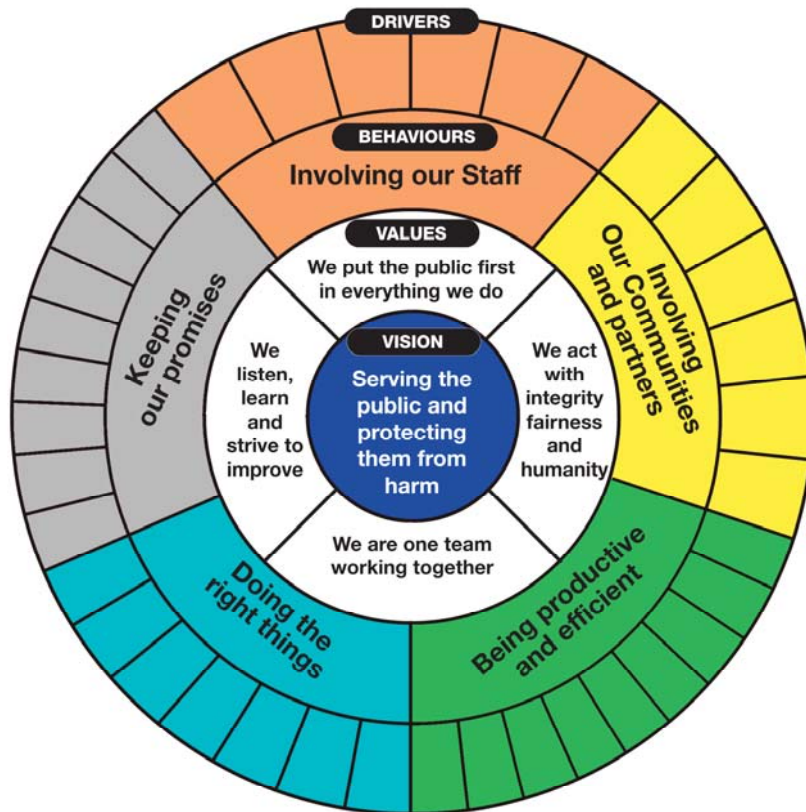 DRIVERS
BEHAVIOURS
Involving our Staff
VALUES
We put the public first
in everything we do
VISION
Serving the
public and
protecting
them from
harm
We
listen,
learn
and
strive to
improve
We act
with
integrity
fairness
and
humanity
We are one team
working together
Keeping
our promises
Involving
Our Communities
and partners
Doing the
right things
Being productive
and efficient